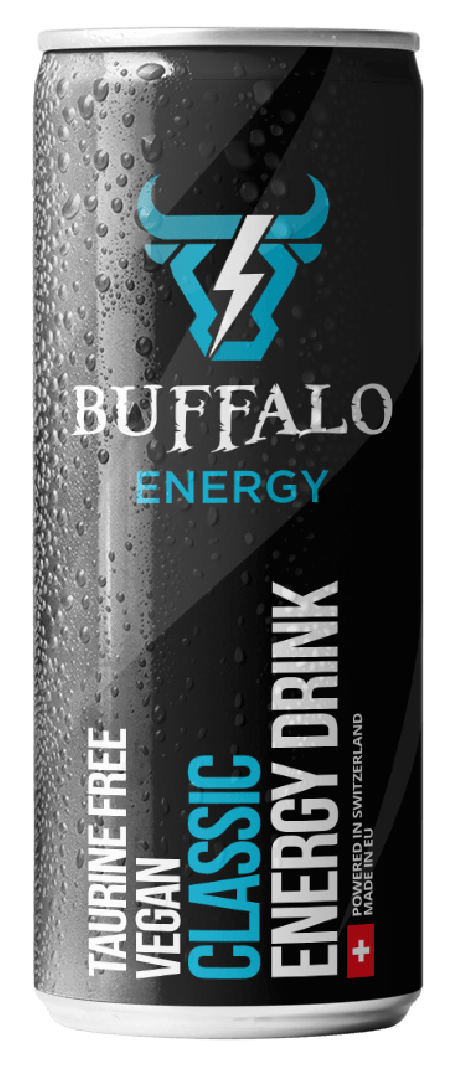 BUFFALO
ENERGY
TAURINE FREE
VEGAN
CLASSIC
ENERGY DRINK
POWERED IN SWITZERLAND
MADE IN EU